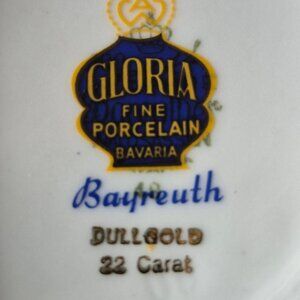 GLORIA
FINE
PORCELAIN
BAVARIA
Bayreuth
DULLGOLD
22 Carat